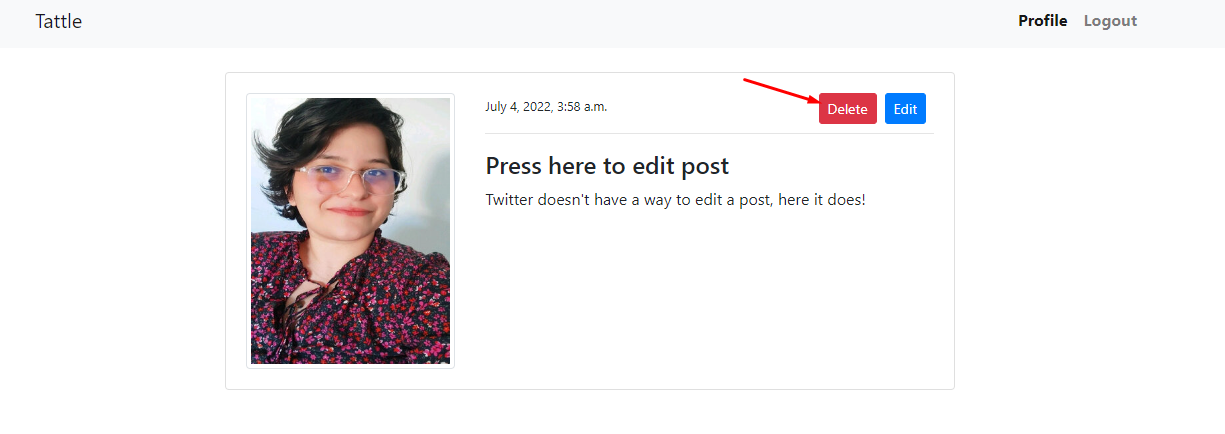 Tattle
Profile Logout
July 4, 2022, 3:58 a.m.
Delete Edit
Press here to edit post
Twitter doesn't have a way to edit a post, here it does!